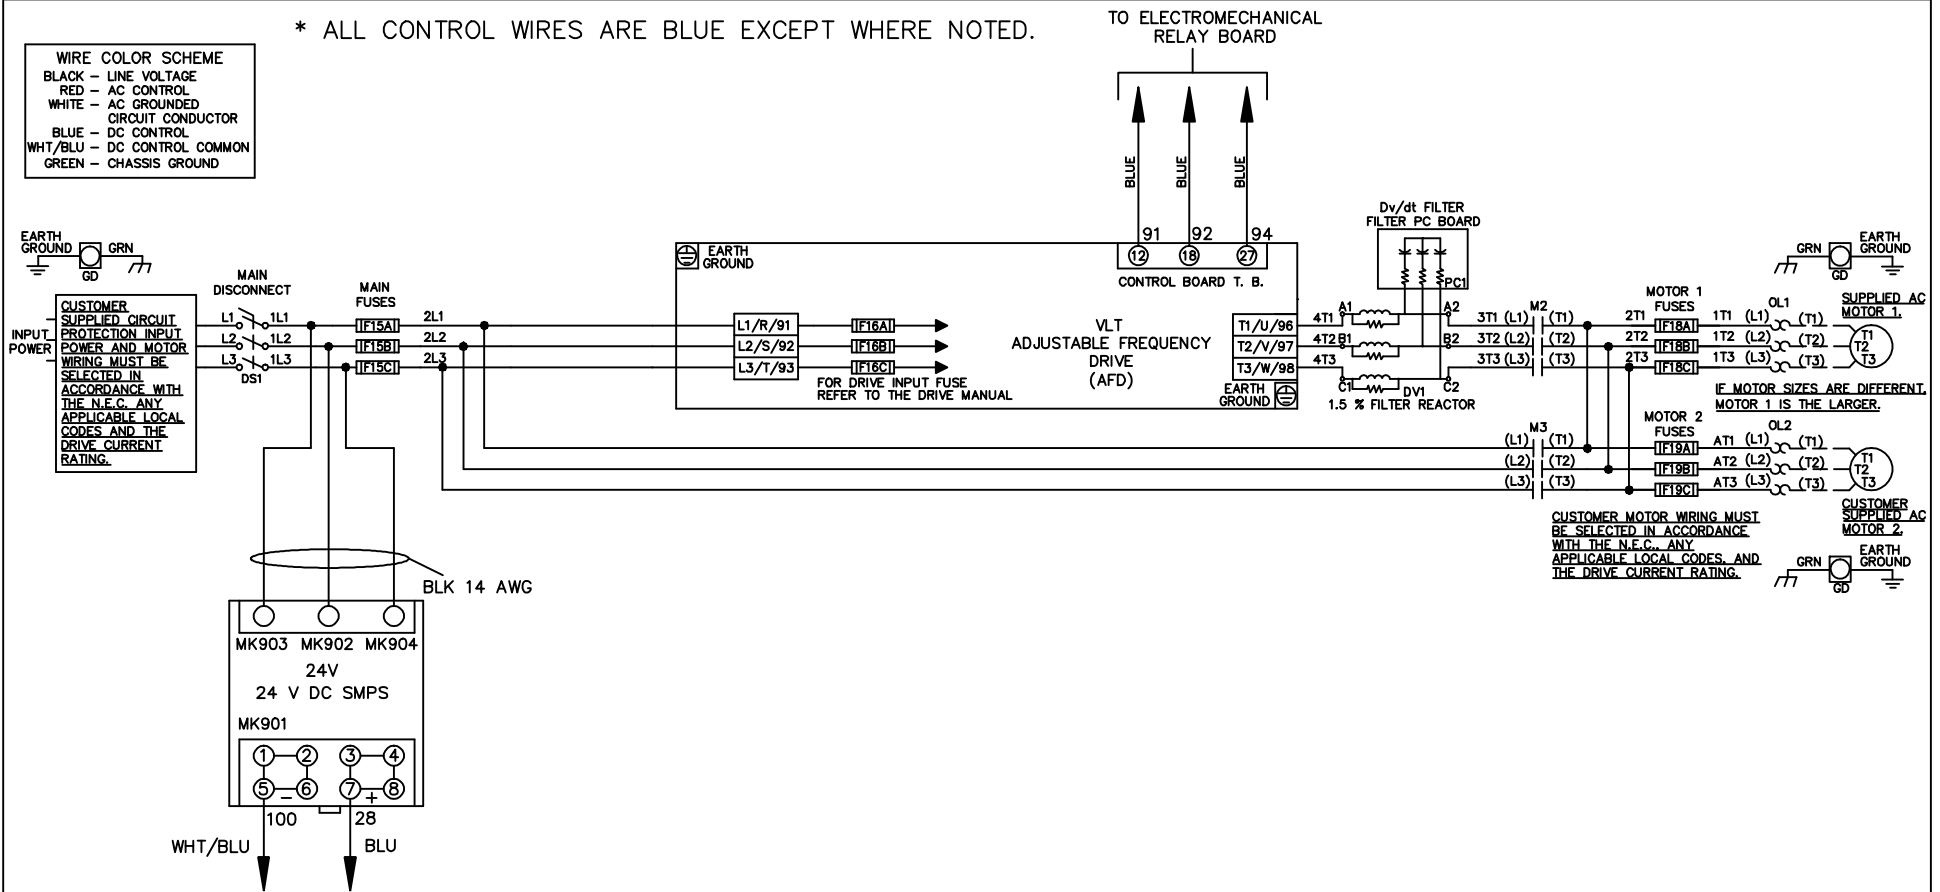 * ALL CONTROL WIRES ARE BLUE EXCEPT WHERE NOTED.
WIRE COLOR SCHEME
BLACK – LINE VOLTAGE
RED – AC CONTROL
WHITE – AC GROUNDED
CIRCUIT CONDUCTOR
BLUE – DC CONTROL
WHT/BLU – DC CONTROL COMMON
GREEN – CHASSIS GROUND
TO ELECTROMECHANICAL
RELAY BOARD
BLUE
BLUE
BLUE
91 92 94
12 18 27
CONTROL BOARD T. B.
EARTH
GROUND
GRN
GD
INPUT
POWER
CUSTOMER
SUPPLIED CIRCUIT
PROTECTION INPUT
POWER AND MOTOR
WIRING MUST BE
SELECTED IN
ACCORDANCE WITH
THE N.E.C. ANY
APPLICABLE LOCAL
CODES AND THE
DRIVE CURRENT
RATING.
MAIN
DISCONNECT
L1 1L1
L2 1L2
L3 1L3
DS1
MAIN
FUSES
F15A
F15B
F15C
2L1
2L2
2L3
EARTH
GROUND
L1/R/91
L2/S/92
L3/T/93
F16A
F16B
F16C
FOR DRIVE INPUT FUSE
REFER TO THE DRIVE MANUAL
VLT
ADJUSTABLE FREQUENCY
DRIVE
(AFD)
T1/U/96
T2/V/97
T3/W/98
EARTH
GROUND
Dv/dt FILTER
FILTER PC BOARD
PC1
4T1 A1 A2
4T2 B1 B2
4T3 C1 C2
DV1
1.5 % FILTER REACTOR
M2
3T1 (L1) (T1)
3T2 (L2) (T2)
3T3 (L3) (T3)
MOTOR 1
FUSES
2T1 F18A 1T1 (L1) (T1)
2T2 F18B 1T2 (L2) (T2)
2T3 F18C 1T3 (L3) (T3)
OL1
T1
T2
T3
GRN
GD
EARTH
GROUND
SUPPLIED AC
MOTOR 1.
IF MOTOR SIZES ARE DIFFERENT,
MOTOR 1 IS THE LARGER.
M3
(L1) (T1)
(L2) (T2)
(L3) (T3)
MOTOR 2
FUSES
F19A AT1 (L1) (T1)
F19B AT2 (L2) (T2)
F19C AT3 (L3) (T3)
OL2
T1
T2
T3
CUSTOMER
SUPPLIED AC
MOTOR 2.
CUSTOMER MOTOR WIRING MUST
BE SELECTED IN ACCORDANCE
WITH THE N.E.C., ANY
APPLICABLE LOCAL CODES, AND
THE DRIVE CURRENT RATING.
GRN
GD
EARTH
GROUND
BLK 14 AWG
MK903 MK902 MK904
24V
24 V DC SMPS
MK901
1 2 3 4
5 6 7 8
– +
100 28
WHT/BLU BLU